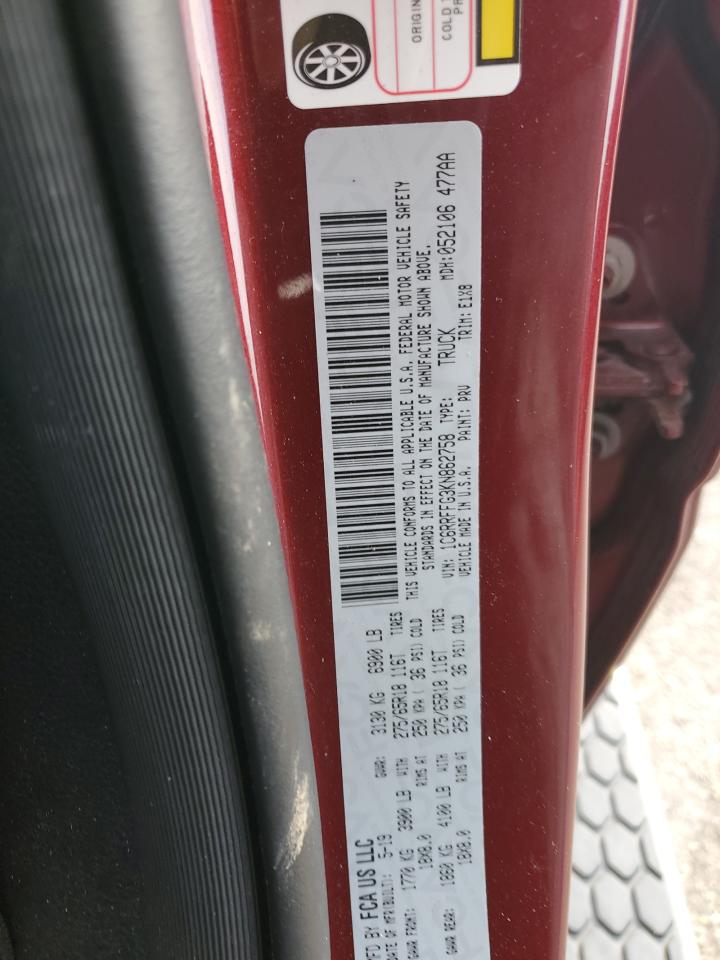 ORIGIN
COLD
PR
MFD BY FCA US LLC
DATE OF MFR(BUILT): 5-19 GVWR: 3130 KG 6900 LB
GAWR FRONT: 1770 KG 3900 LB WITH 275/65R18 116T TIRES
18X8.0 RIMS AT 250 KPA ( 36 PSI) COLD
GAWR REAR: 1860 KG 4100 LB WITH 275/65R18 116T TIRES
18X8.0 RIMS AT 250 KPA ( 36 PSI) COLD
THIS VEHICLE CONFORMS TO ALL APPLICABLE U.S.A. FEDERAL MOTOR VEHICLE SAFETY
STANDARDS IN EFFECT ON THE DATE OF MANUFACTURE SHOWN ABOVE.
VIN: 1C6RRFFG3KN862758 TYPE: TRUCK MDH:052106 477AA
VEHICLE MADE IN U.S.A. PAINT: PRV TRIM: E1X8